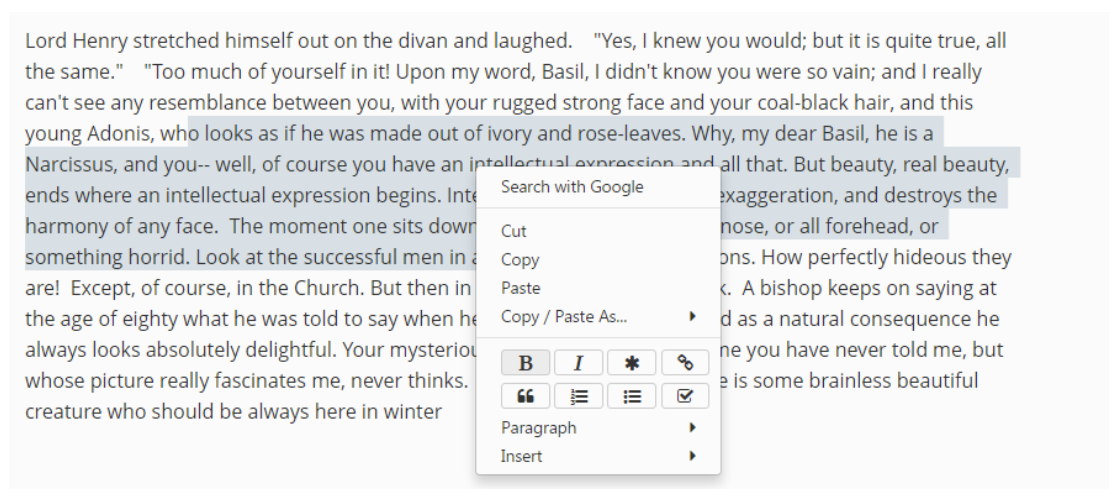 Lord Henry stretched himself out on the divan and laughed. "Yes, I knew you would; but it is quite true, all
the same." "Too much of yourself in it! Upon my word, Basil, I didn't know you were so vain; and I really
can't see any resemblance between you, with your rugged strong face and your coal-black hair, and this
young Adonis, who looks as if he was made out of ivory and rose-leaves. Why, my dear Basil, he is a
Narcissus, and you-- well, of course you have an intellectual expression and all that. But beauty, real beauty,
ends where an intellectual expression begins. Inte exaggeration, and destroys the
harmony of any face. The moment one sits down nose, or all forehead, or
something horrid. Look at the successful men in ons. How perfectly hideous they
are! Except, of course, in the Church. But then in A bishop keeps on saying at
the age of eighty what he was told to say when he d as a natural consequence he
always looks absolutely delightful. Your mysteriou ne you have never told me, but
whose picture really fascinates me, never thinks. e is some brainless beautiful
creature who should be always here in winter
Search with Google
Cut
Copy
Paste
Copy / Paste As...
B I
Paragraph
Insert